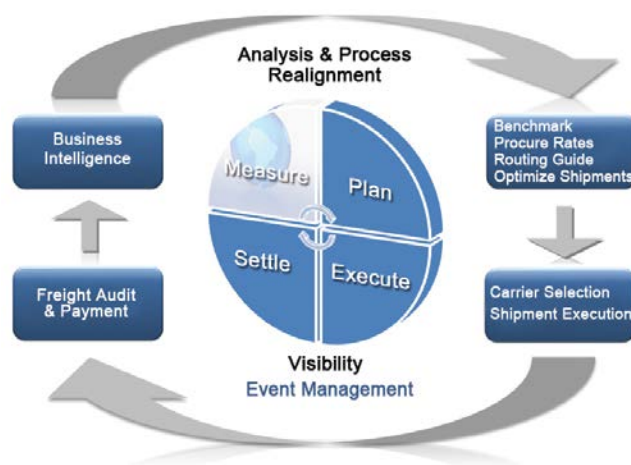 Analysis & Process
Realignment
Business
Intelligence
Benchmark
Procure Rates
Routing Guide
Optimize Shipments
Measure
Plan
Settle
Execute
Freight Audit
& Payment
Carrier Selection
Shipment Execution
Visibility
Event Management